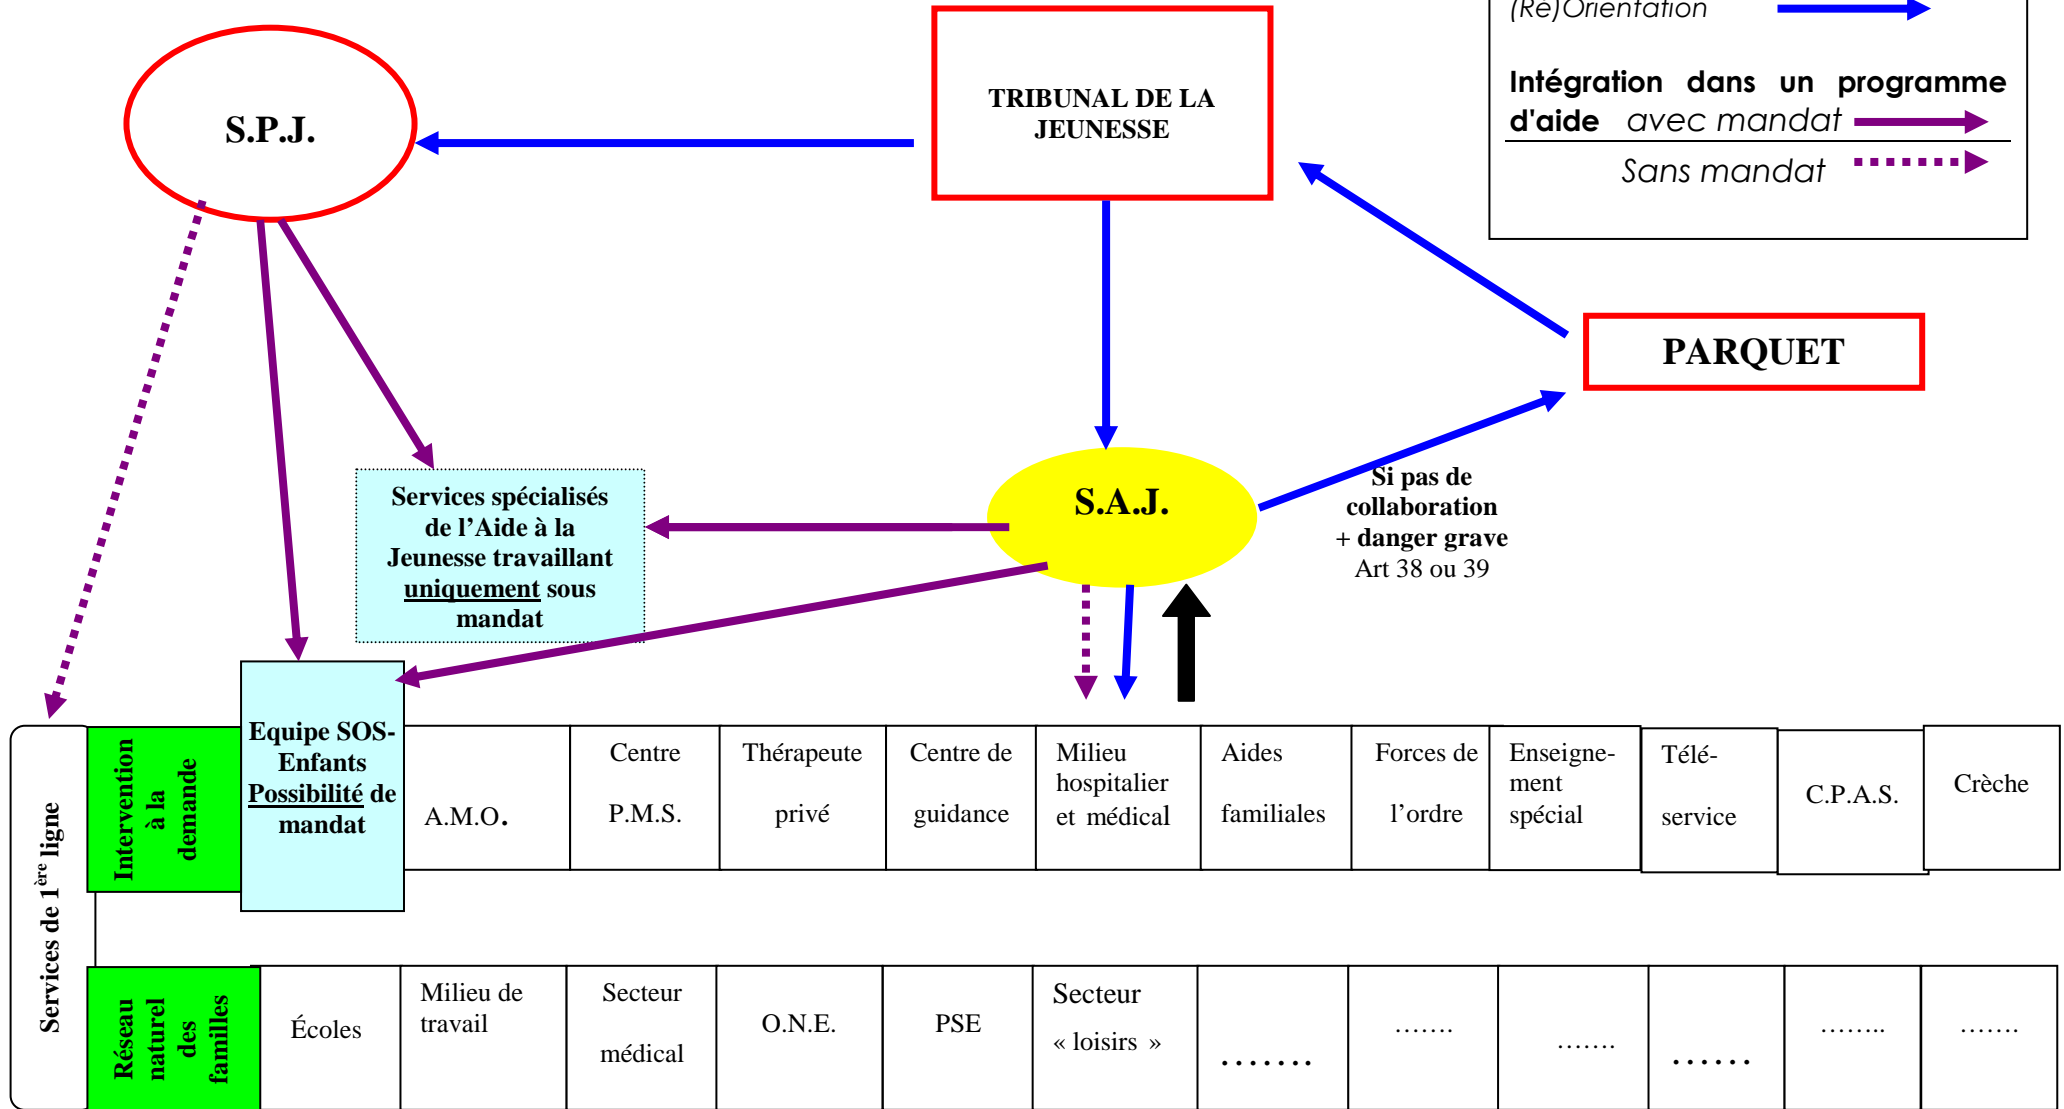 (Ré)Orientation
Intégration dans un programme
d'aide avec mandat
Sans mandat
S.P.J.
TRIBUNAL DE LA
JEUNESSE
PARQUET
S.A.J.
Si pas de
collaboration
+ danger grave
Art 38 ou 39
Services spécialisés
de l’Aide à la
Jeunesse travaillant
uniquement sous
mandat
Services de 1ère ligne
Intervention
à la
demande
Equipe SOS-
Enfants
Possibilité de
mandat
A.M.O.
Centre
P.M.S.
Thérapeute
privé
Centre de
guidance
Milieu
hospitalier
et médical
Aides
familiales
Forces de
l’ordre
Enseigne-
ment
spécial
Télé-
service
C.P.A.S.
Crèche
Réseau
naturel
des
familles
Écoles
Milieu de
travail
Secteur
médical
O.N.E.
PSE
Secteur
« loisirs »
…….
…….
…….
……
……..
…….